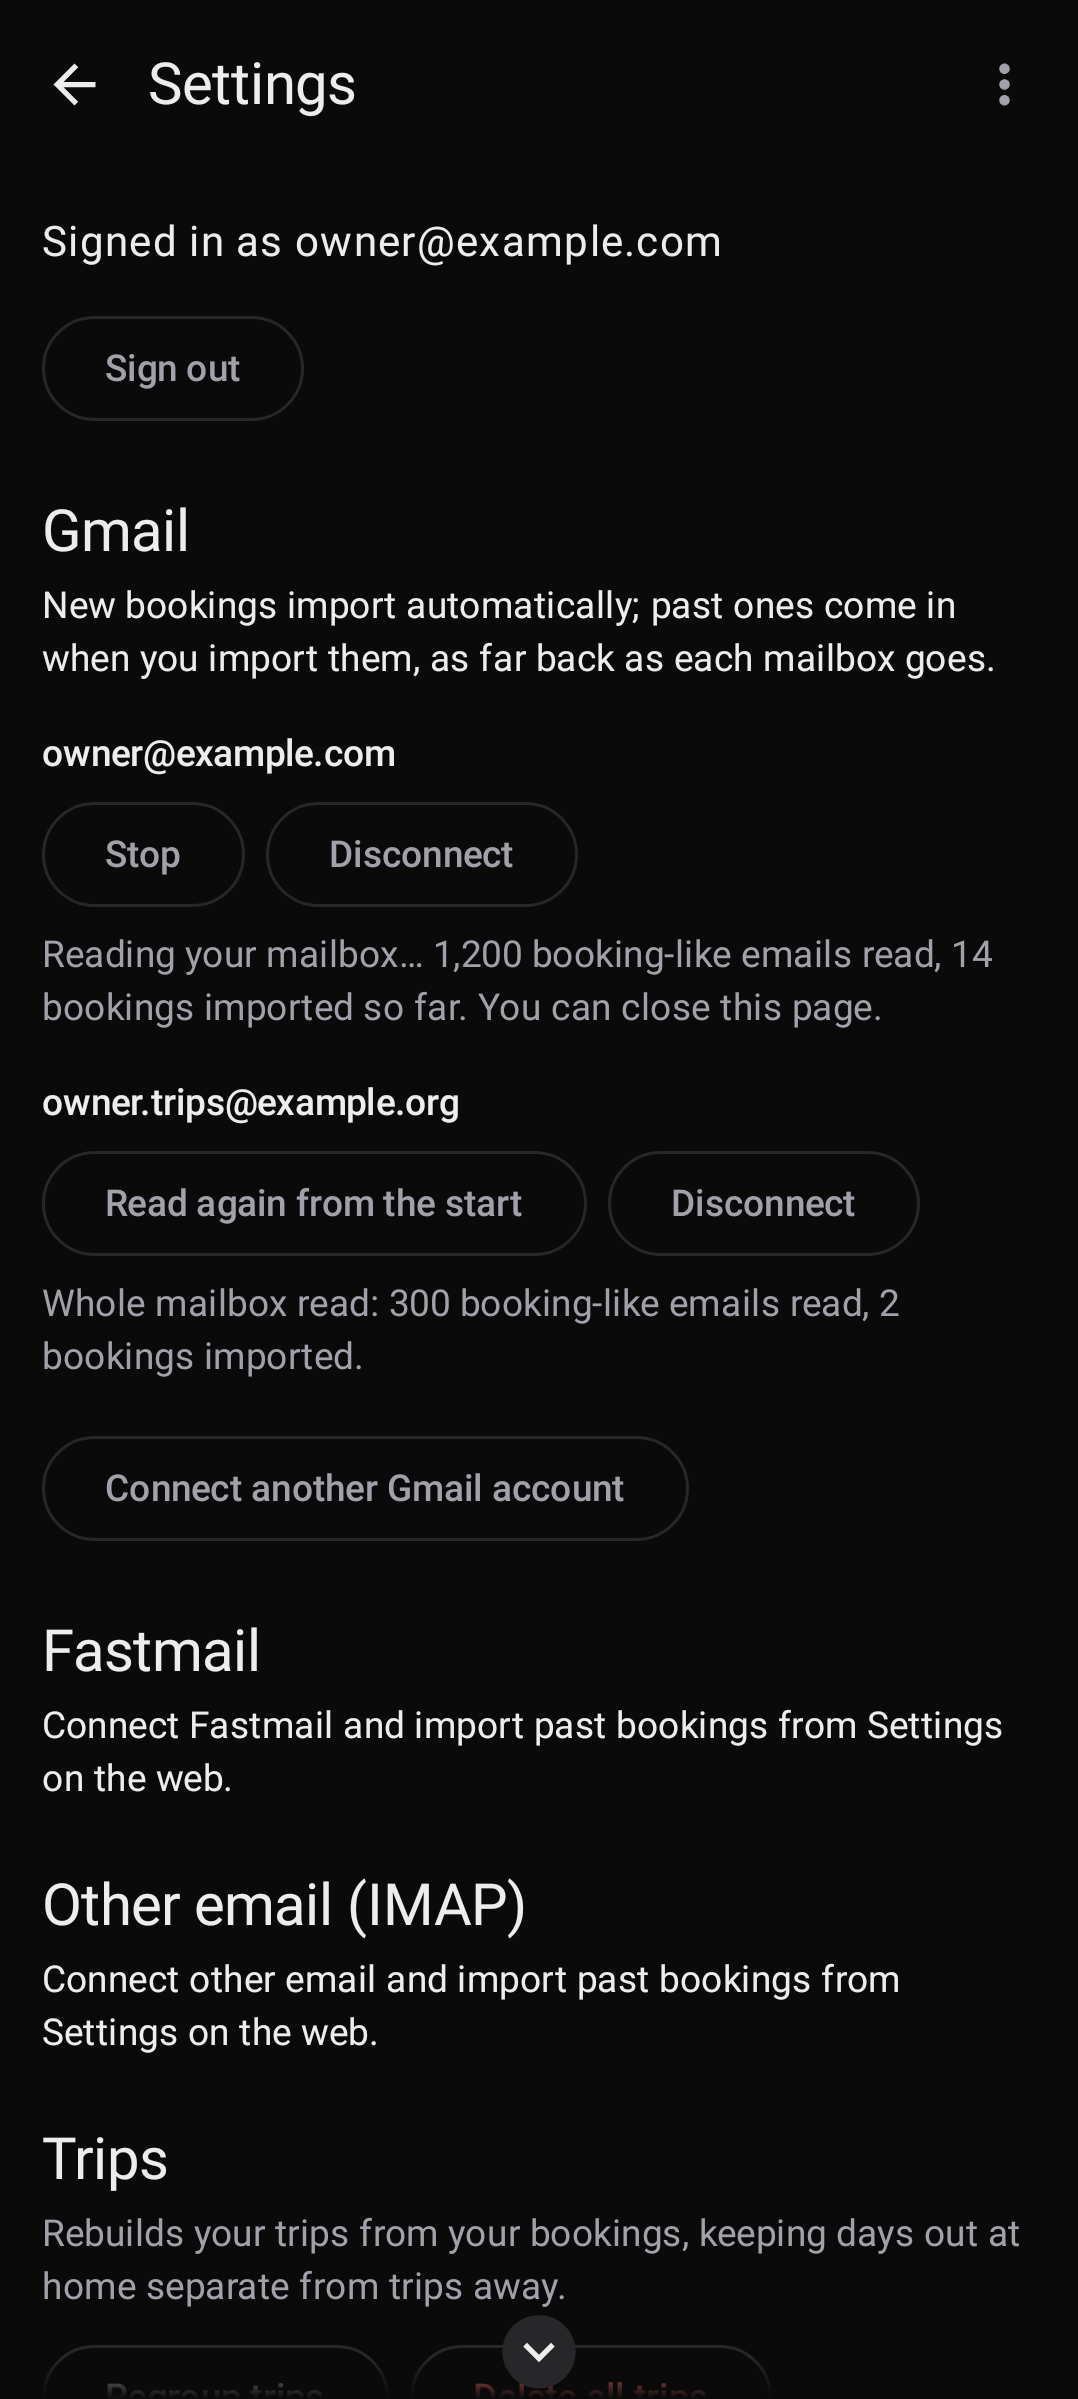 Settings
Signed in as owner@example.com
Sign out
Gmail
New bookings import automatically; past ones come in
when you import them, as far back as each mailbox goes.
owner@example.com
Stop
Disconnect
Reading your mailbox... 1,200 booking-like emails read, 14
bookings imported so far. You can close this page.
owner.trips@example.org
Read again from the start
Disconnect
Whole mailbox read: 300 booking-like emails read, 2
bookings imported.
Connect another Gmail account
Fastmail
Connect Fastmail and import past bookings from Settings
on the web.
Other email (IMAP)
Connect other email and import past bookings from
Settings on the web.
Trips
Rebuilds your trips from your bookings, keeping days out at
home separate from trips away.
Regroup trips
Delete all trips